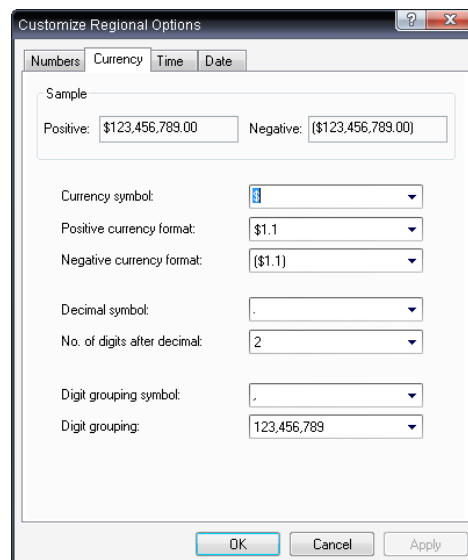 Customize Regional Options
Numbers Currency Time Date
Sample
Positive: $123,456,789.00 Negative: ($123,456,789.00)
Currency symbol: $
Positive currency format: $1.1
Negative currency format: ($1.1)
Decimal symbol: .
No. of digits after decimal: 2
Digit grouping symbol: ,
Digit grouping: 123,456,789
OK Cancel Apply